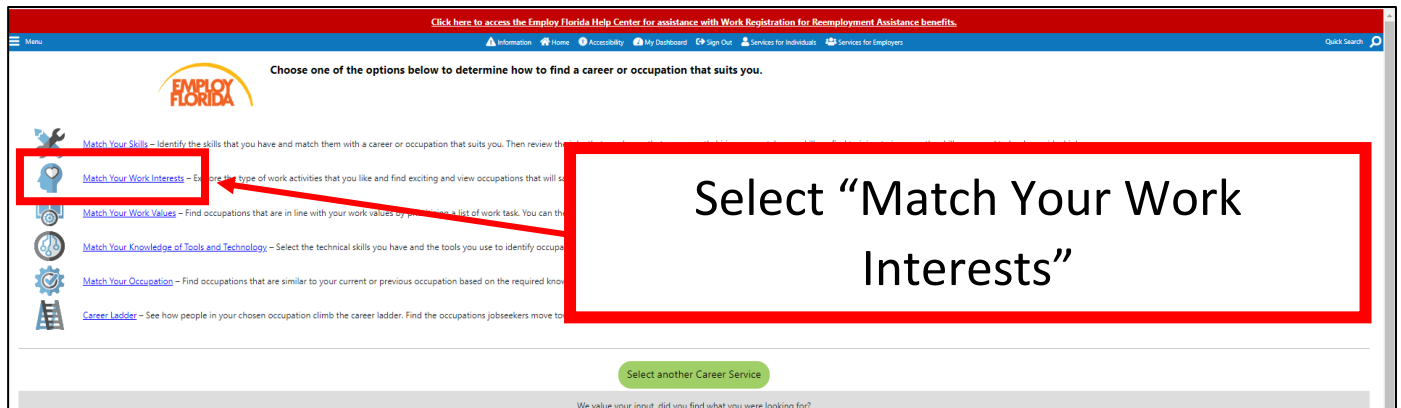 Click here to access the Employ Florida Help Center for assistance with Work Registration for Reemployment Assistance benefits.
Menu Information Home Accessibility My Dashboard Sign Out Services for Individuals Services for Employers Quick Search
EMPLOY
FLORIDA
Choose one of the options below to determine how to find a career or occupation that suits you.
Match Your Skills – Identify the skills that you have and match them with a career or occupation that suits you. Then review the
Match Your Work Interests – Explore the type of work activities that you like and find exciting and view occupations that will
Match Your Work Values – Find occupations that are in line with your work values by prioritizing a list of work task. You can
Match Your Knowledge of Tools and Technology – Select the technical skills you have and the tools you use to identify
Match Your Occupation – Find occupations that are similar to your current or previous occupation based on the required
Career Ladder – See how people in your chosen occupation climb the career ladder. Find the occupations jobseekers move
Select “Match Your Work
Interests”
Select another Career Service
We value your input, did you find what you were looking for?